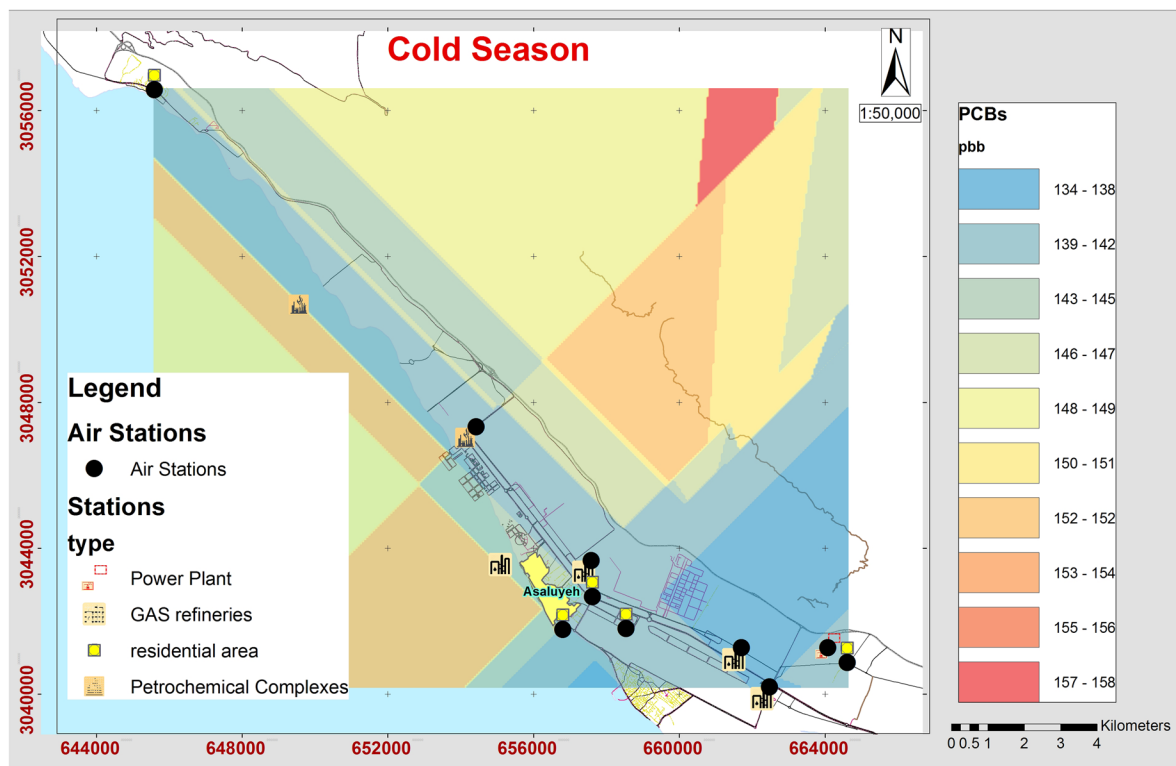 Cold Season
N
1:50,000
3056000
3052000
3048000
3044000
3040000
644000
648000
652000
656000
660000
664000
Asaluyeh
Legend
Air Stations
Air Stations
Stations
type
Power Plant
GAS refineries
residential area
Petrochemical Complexes
PCBs
pbb
134 - 138
139 - 142
143 - 145
146 - 147
148 - 149
150 - 151
152 - 152
153 - 154
155 - 156
157 - 158
Kilometers
0 0.5 1 2 3 4